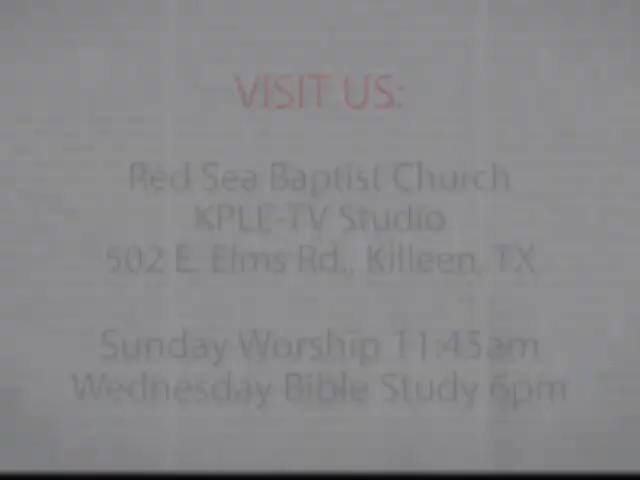 VISIT US:
Red Sea Baptist Church
KPLE-TV Studio
502 E. Elms Rd., Killeen, TX
Sunday Worship 11:45am
Wednesday Bible Study 6pm